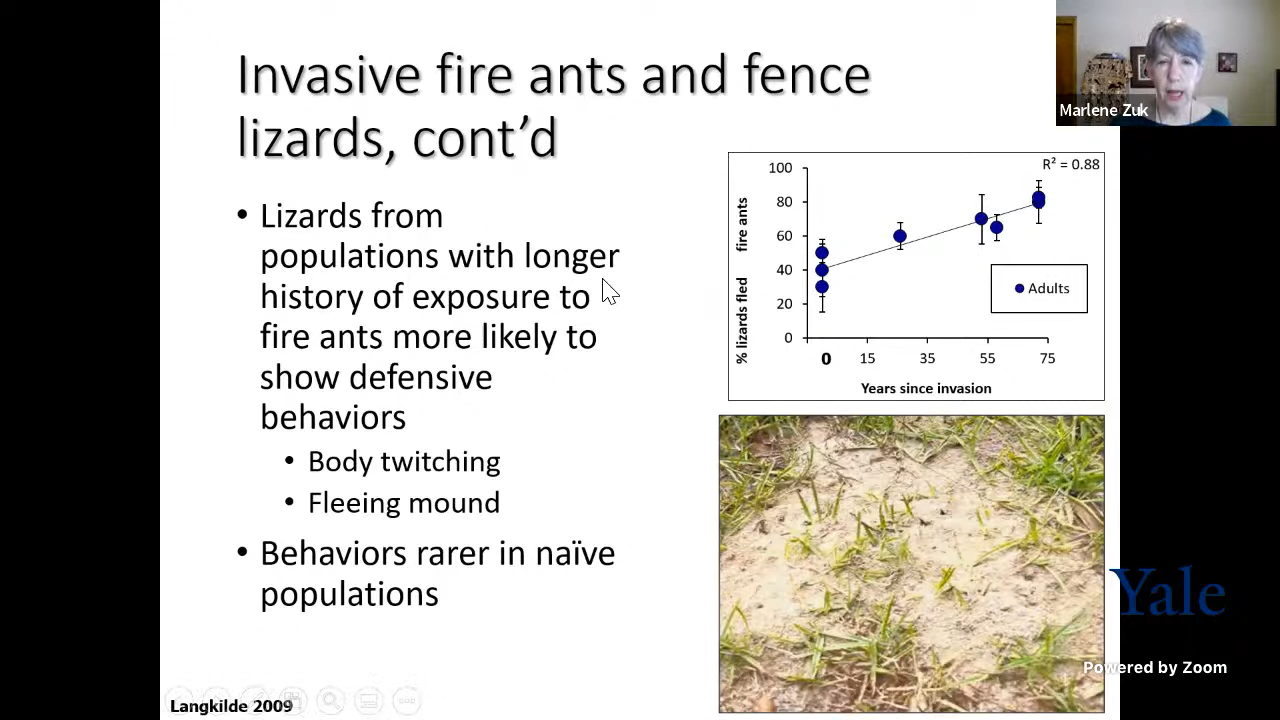 Invasive fire ants and fence
lizards, cont’d
• Lizards from
populations with longer
history of exposure to
fire ants more likely to
show defensive
behaviors
• Body twitching
• Fleeing mound
• Behaviors rarer in naïve
populations
Langkilde 2009
R² = 0.88
% lizards fled fire ants
100
80
60
40
20
0
0 15 35 55 75
Years since invasion
Adults
Marlene Zuk
Yale
Powered by Zoom